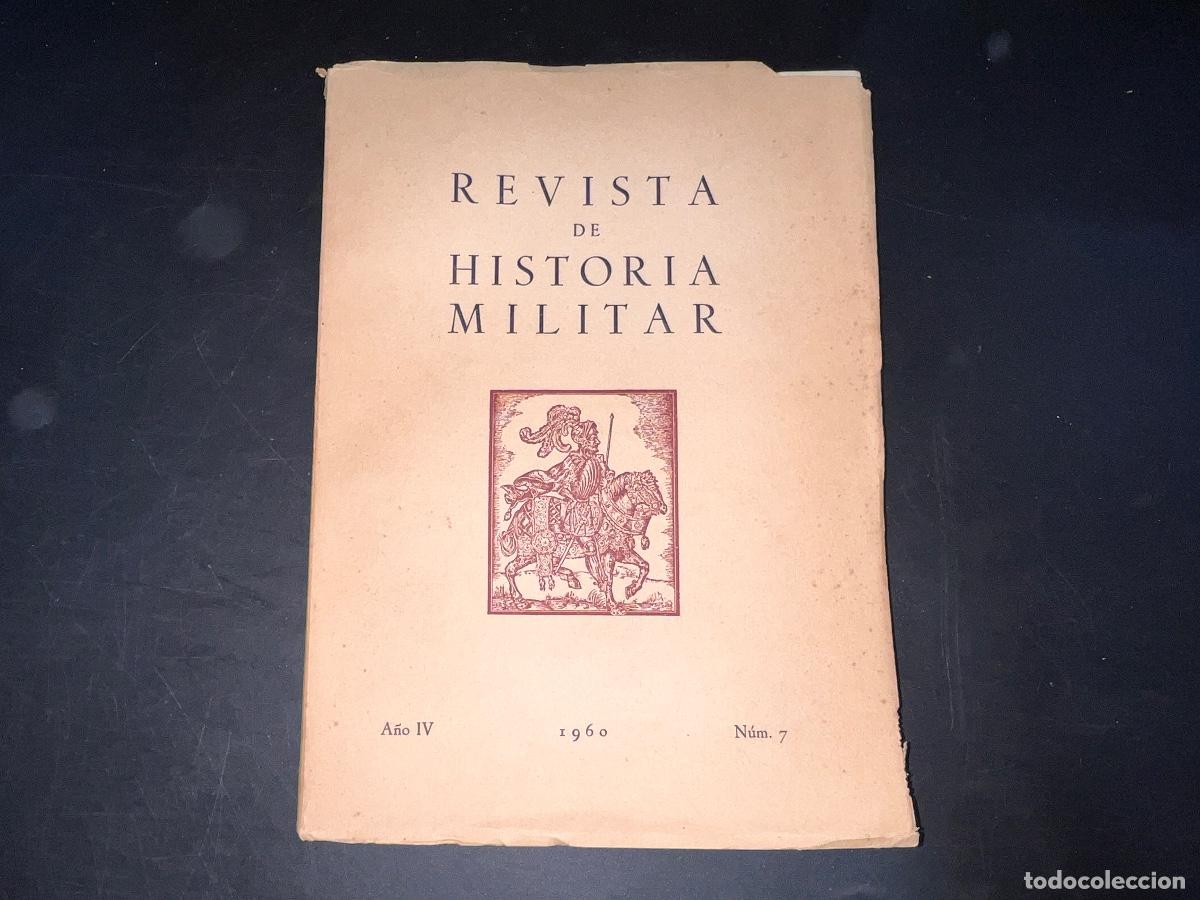 REVISTA
DE
HISTORIA
MILITAR
Año IV 1960 Núm. 7
todocoleccion